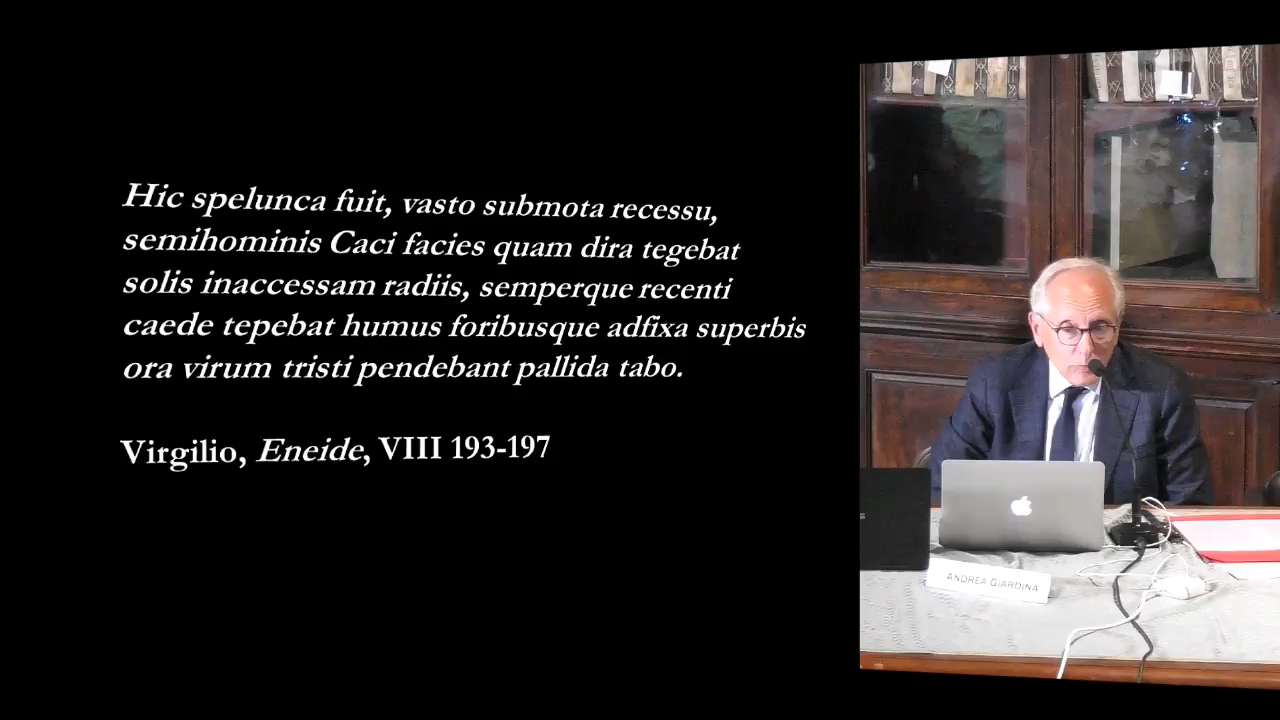 Hic spelunca fuit, vasto submota recessu,
semihominis Caci facies quam dira tegebat
solis inaccessam radiis, semperque recenti
caede tepebat humus foribusque adfixa superbis
ora virum tristi pendebant pallida tabo.
Virgilio, Eneide, VIII 193-197
ANDREA GIARDINA